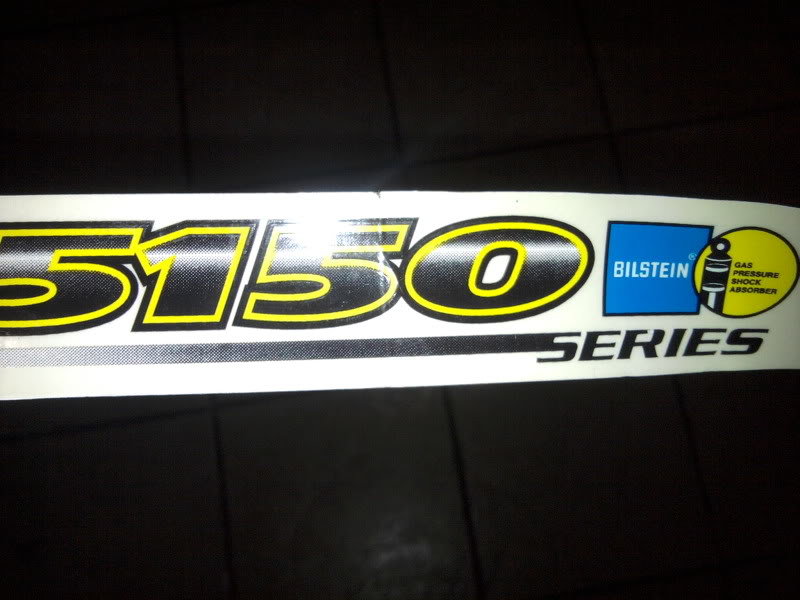 5150
BILSTEIN®
GAS
PRESSURE
SHOCK
ABSORBER
SERIES